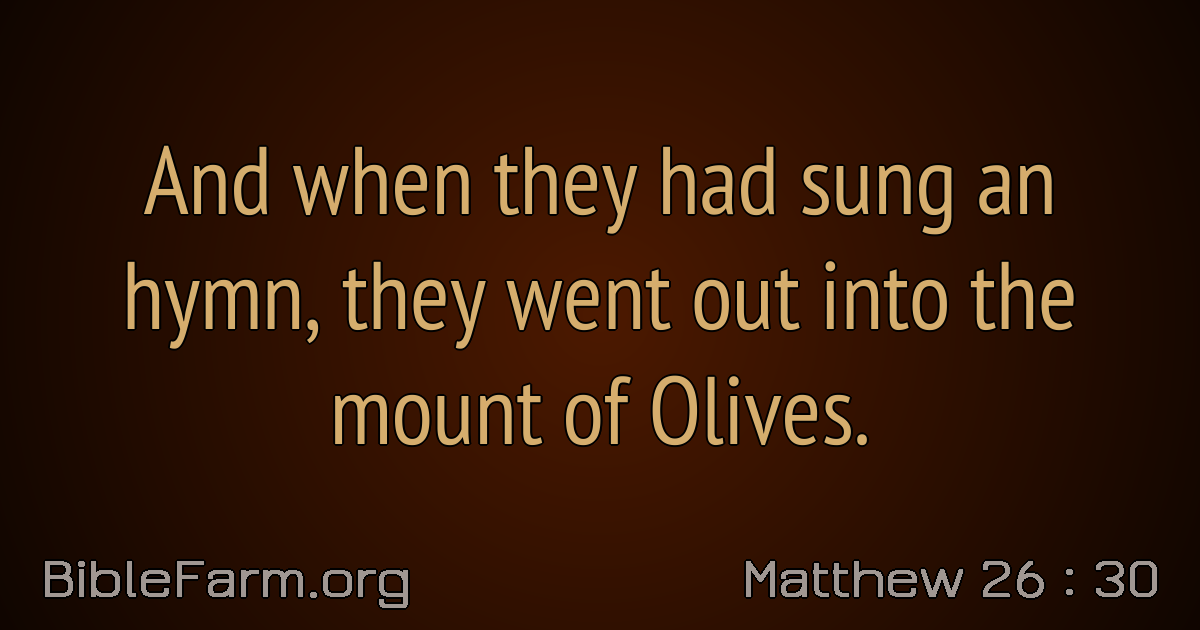 And when they had sung an
hymn, they went out into the
mount of Olives.
BibleFarm.org
Matthew 26 : 30